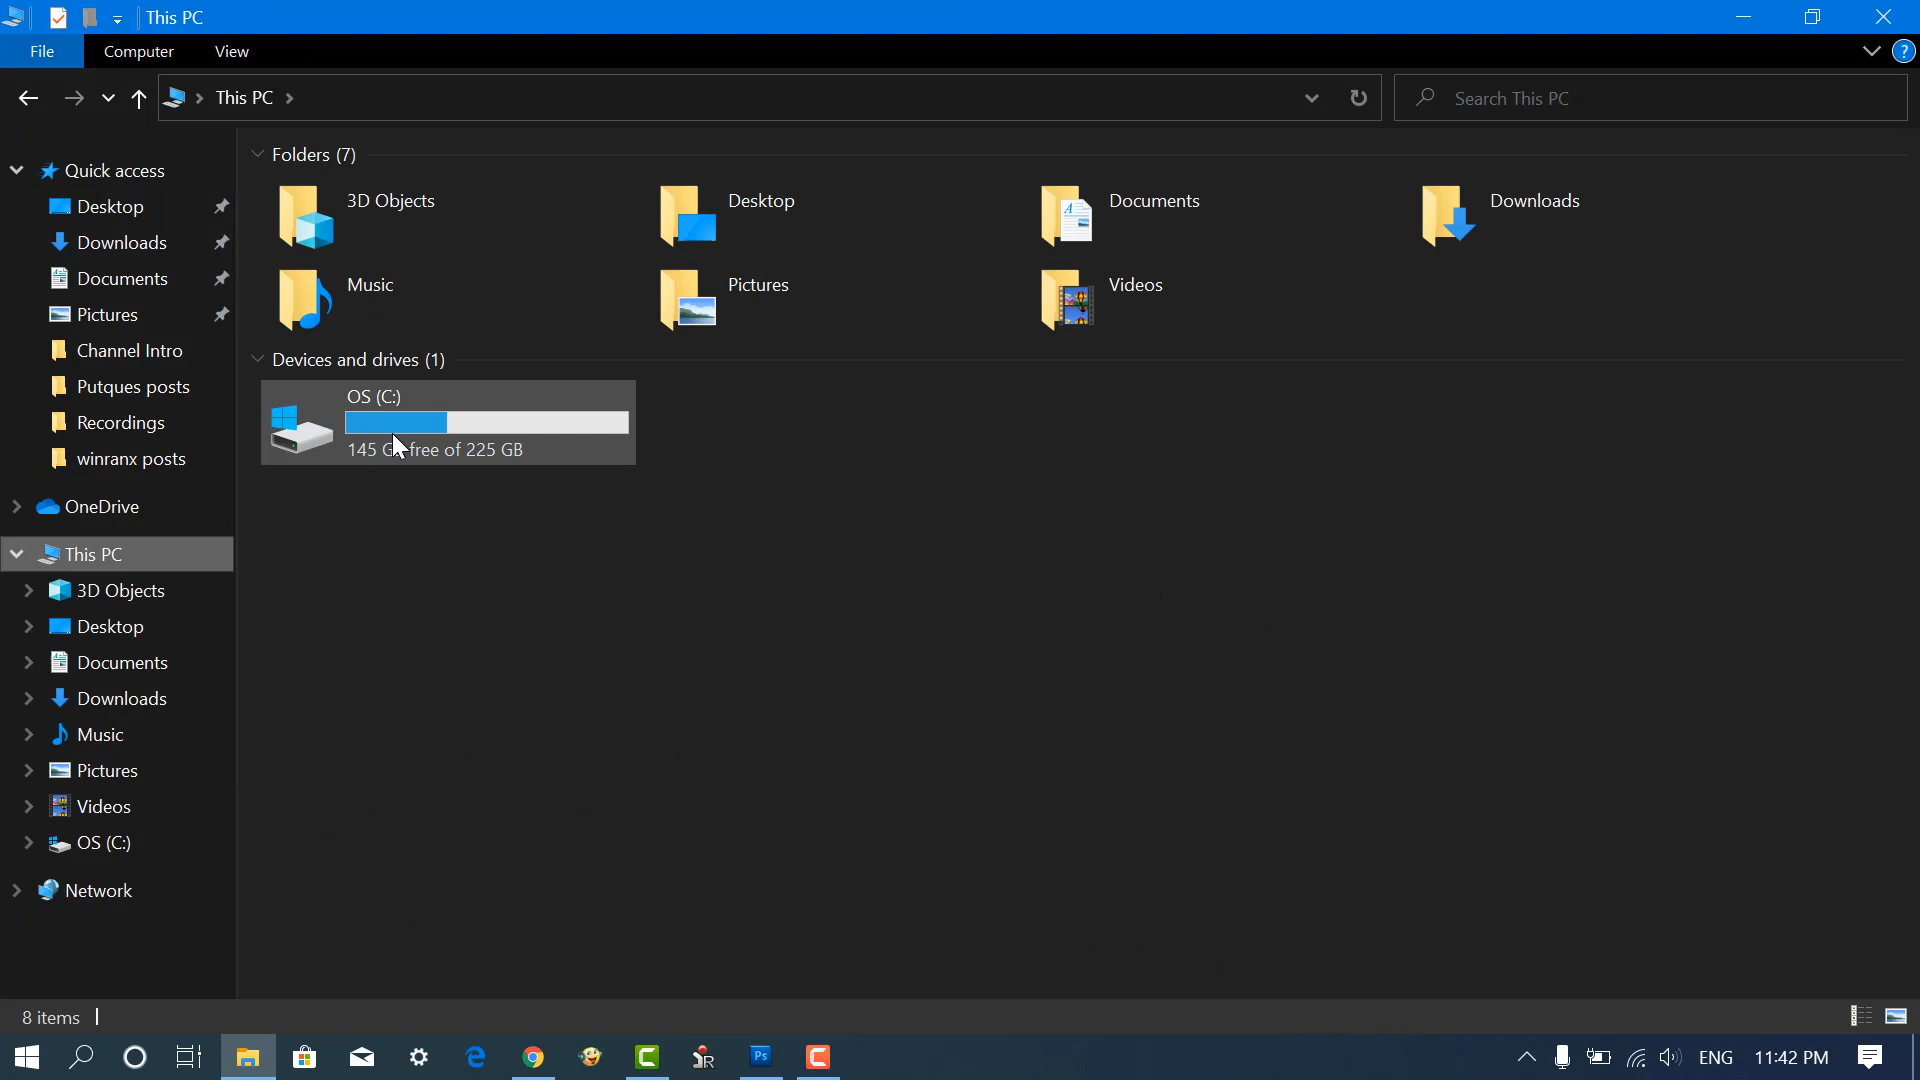 This PC
File
Computer
View
?
This PC
Search This PC
Quick access
Desktop
Downloads
Documents
Pictures
Channel Intro
Putques posts
Recordings
winranx posts
OneDrive
This PC
3D Objects
Desktop
Documents
Downloads
Music
Pictures
Videos
OS (C:)
Network
Folders (7)
3D Objects
Desktop
Documents
Downloads
Music
Pictures
Videos
Devices and drives (1)
OS (C:)
145 G free of 225 GB
8 items
Ps
ENG
11:42 PM